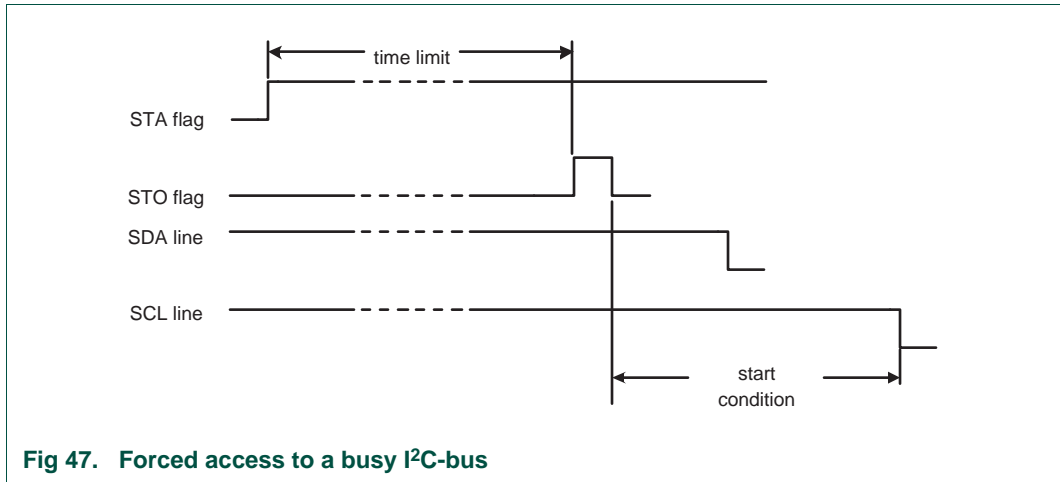 time limit
STA flag
STO flag
SDA line
SCL line
start
condition
Fig 47. Forced access to a busy I²C-bus